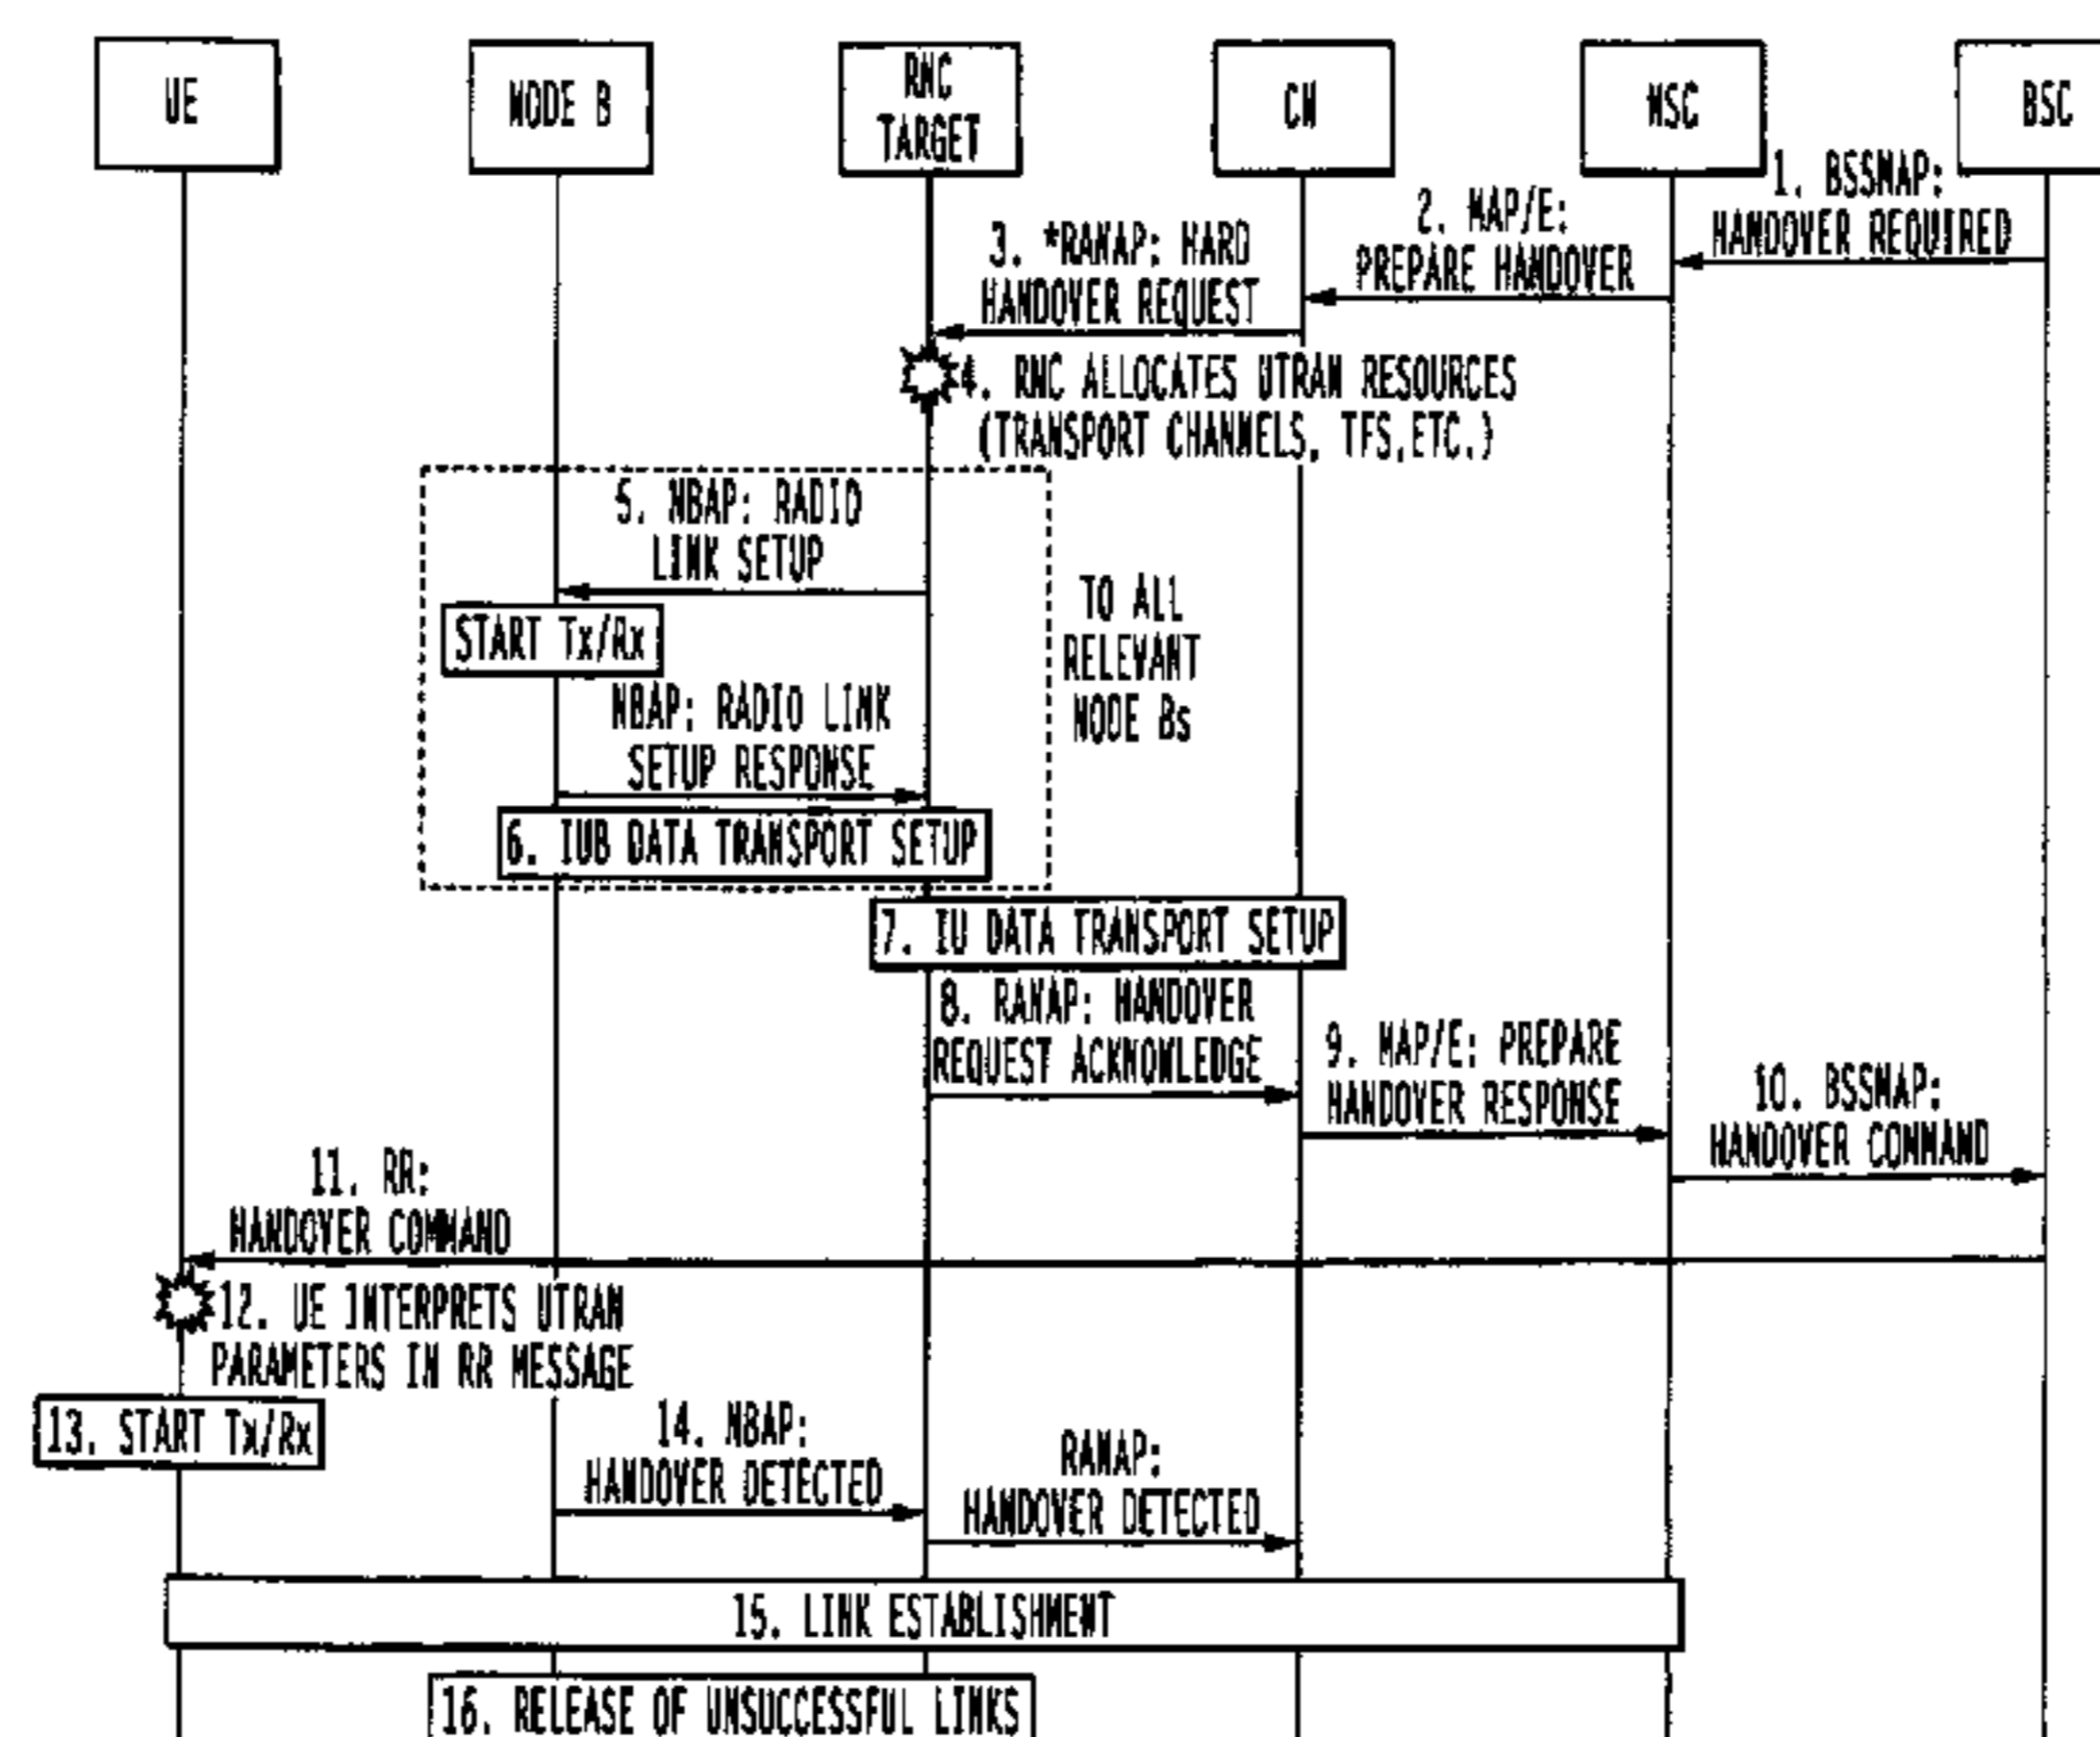 UE
NODE B
RNC
TARGET
CN
MSC
BSC
1. BSSMAP:
HANDOVER REQUIRED
2. MAP/E:
PREPARE HANDOVER
3. *RANAP: HARD
HANDOVER REQUEST
4. RNC ALLOCATES UTRAN RESOURCES
(TRANSPORT CHANNELS, TFS,ETC.)
5. NBAP: RADIO
LINK SETUP
START Tx/Rx
TO ALL
RELEVANT
NODE Bs
NBAP: RADIO LINK
SETUP RESPONSE
6. IUB DATA TRANSPORT SETUP
7. IU DATA TRANSPORT SETUP
8. RANAP: HANDOVER
REQUEST ACKNOWLEDGE
9. MAP/E: PREPARE
HANDOVER RESPONSE
10. BSSMAP:
HANDOVER COMMAND
11. RR:
HANDOVER COMMAND
12. UE INTERPRETS UTRAN
PARAMETERS IN RR MESSAGE
13. START Tx/Rx
14. NBAP:
HANDOVER DETECTED
RANAP:
HANDOVER DETECTED
15. LINK ESTABLISHMENT
16. RELEASE OF UNSUCCESSFUL LINKS